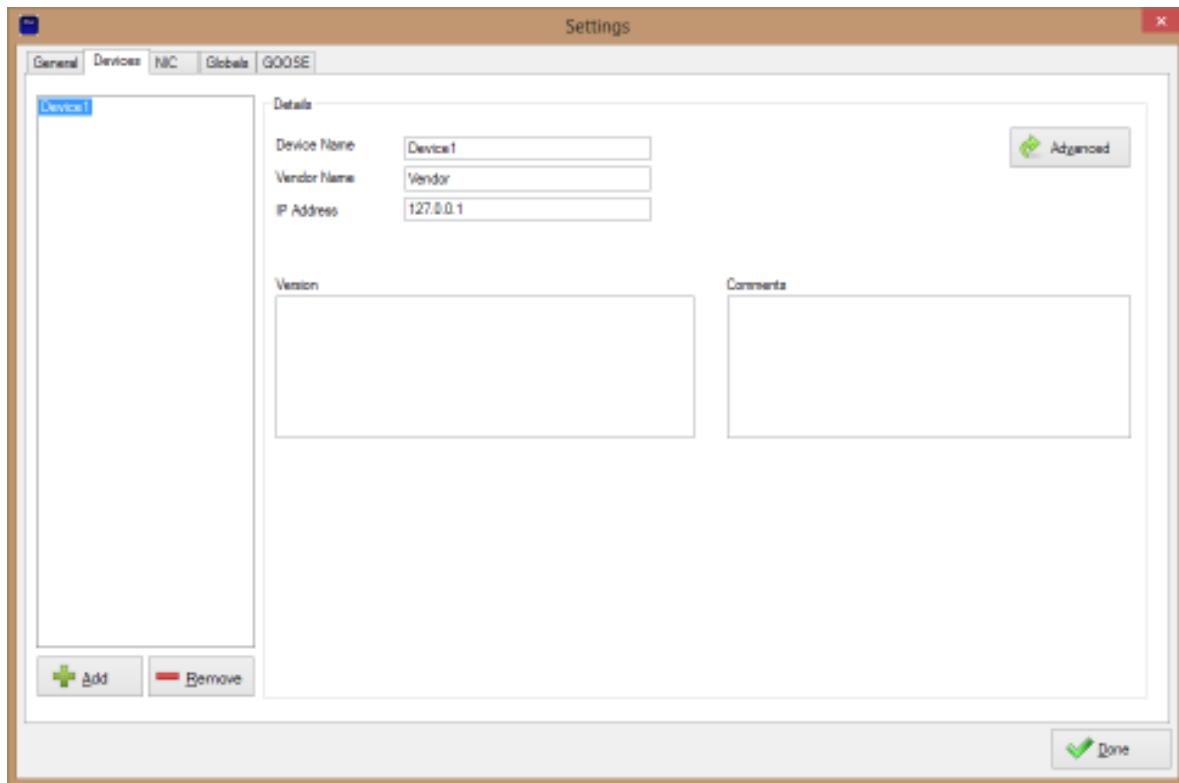 Settings
General Devices NIC Globals GOOSE
Device1
Details
Device Name Device1
Advanced
Vendor Name Vendor
IP Address 127.0.0.1
Version
Comments
Add Remove
Done